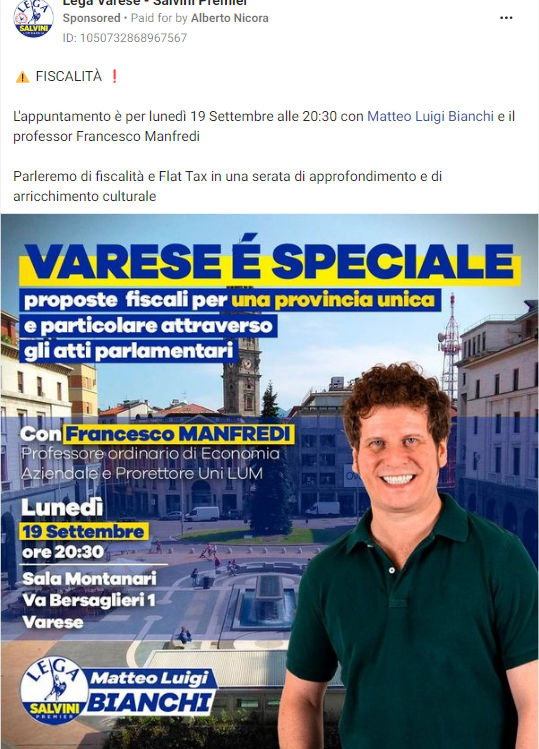 Lega Varese - Salvini Premier
Sponsored • Paid for by Alberto Nicora
ID: 1050732868967567
⚠️ FISCALITÀ ❗
L'appuntamento è per lunedì 19 Settembre alle 20:30 con Matteo Luigi Bianchi e il
professor Francesco Manfredi
Parleremo di fiscalità e Flat Tax in una serata di approfondimento e di
arricchimento culturale
VARESE É SPECIALE
proposte fiscali per una provincia unica
e particolare attraverso
gli atti parlamentari
Con Francesco MANFREDI
Professore ordinario di Economia
Aziendale e Prorettore Uni LUM
Lunedì
19 Settembre
ore 20:30
Sala Montanari
Va Bersaglieri 1
Varese
LEGA
SALVINI
PREMIER
Matteo Luigi
BIANCHI